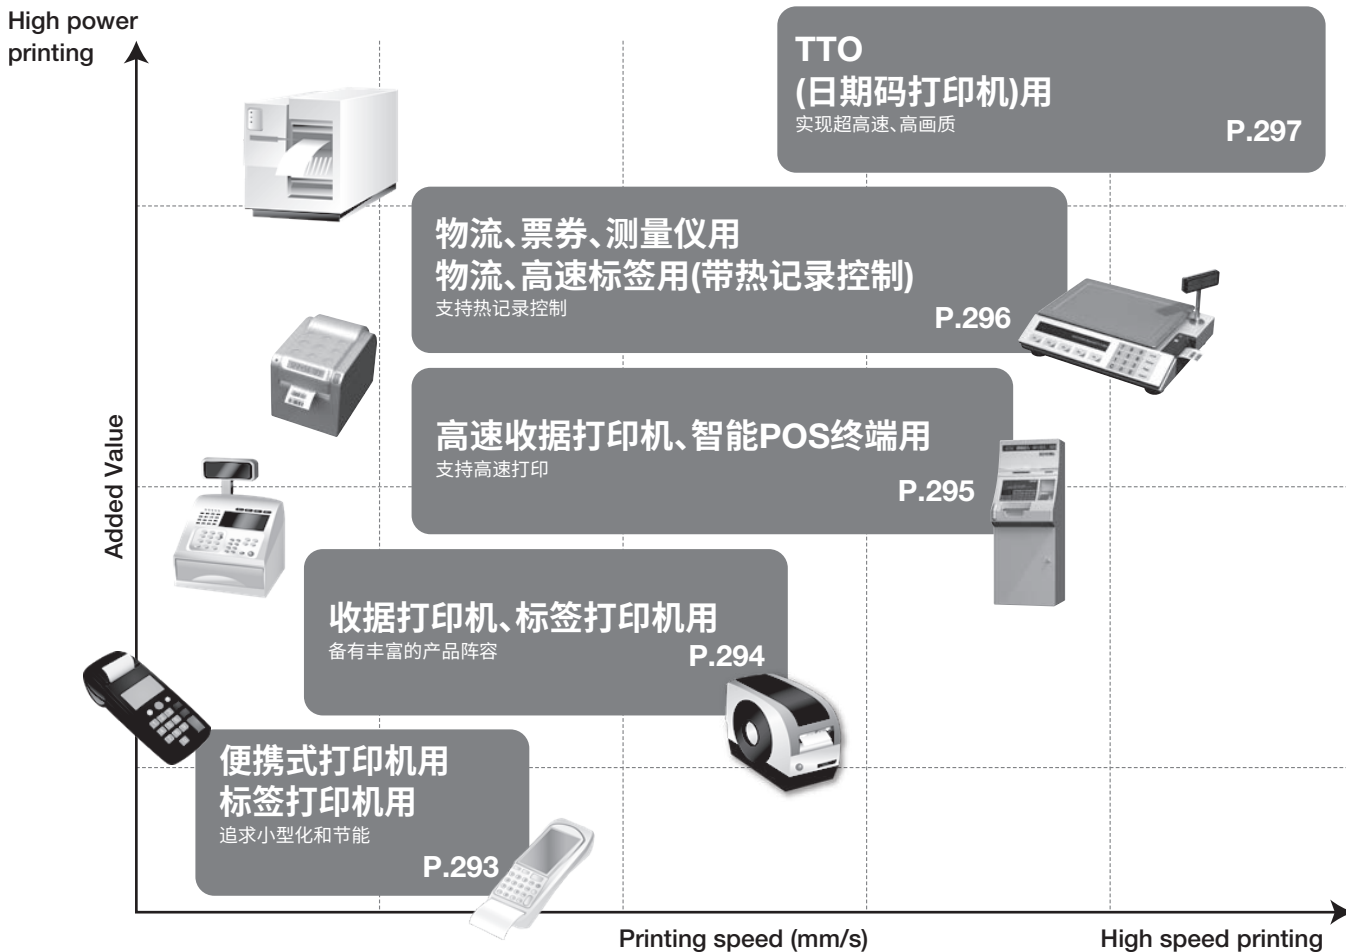 High power
printing
TTO
(日期码打印机)用
实现超高速、高画质
P.297
物流、票券、测量仪用
物流、高速标签用(带热记录控制)
支持热记录控制
P.296
高速收据打印机、智能POS终端用
支持高速打印
P.295
Added Value
收据打印机、标签打印机用
备有丰富的产品阵容
P.294
便携式打印机用
标签打印机用
追求小型化和节能
P.293
Printing speed (mm/s)
High speed printing